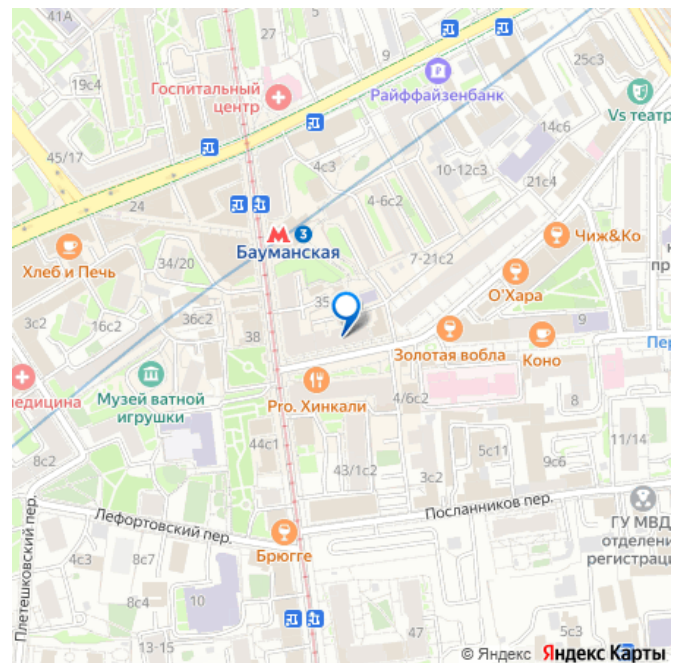 41А
27
19с4
9
25с3
Госпитальный
центр
Райффайзенбанк
Vs театр
14с6
45/17
4с3
10-12с3
24
4-6с2
21с4
М 3
Бауманская
Чиж&Ко
Хлеб и Печь
34/20
7-21с2
О'Хара
35
3с2
16с2
36с2
38
9
Золотая вобла
Коно
Пер
Музей ватной
игрушки
медицина
Pro. Хинкали
4/6с2
8
44с1
11/14
8с2
43/1с2
5с11
9с6
3с2
Лефортовский пер.
Посланников пер.
Плетешковский пер.
ГУ МВД
отделени
регистрац
Брюгге
4с3
8с7
8с4
10
13-15
47
5с3
© Яндекс Яндекс Карты